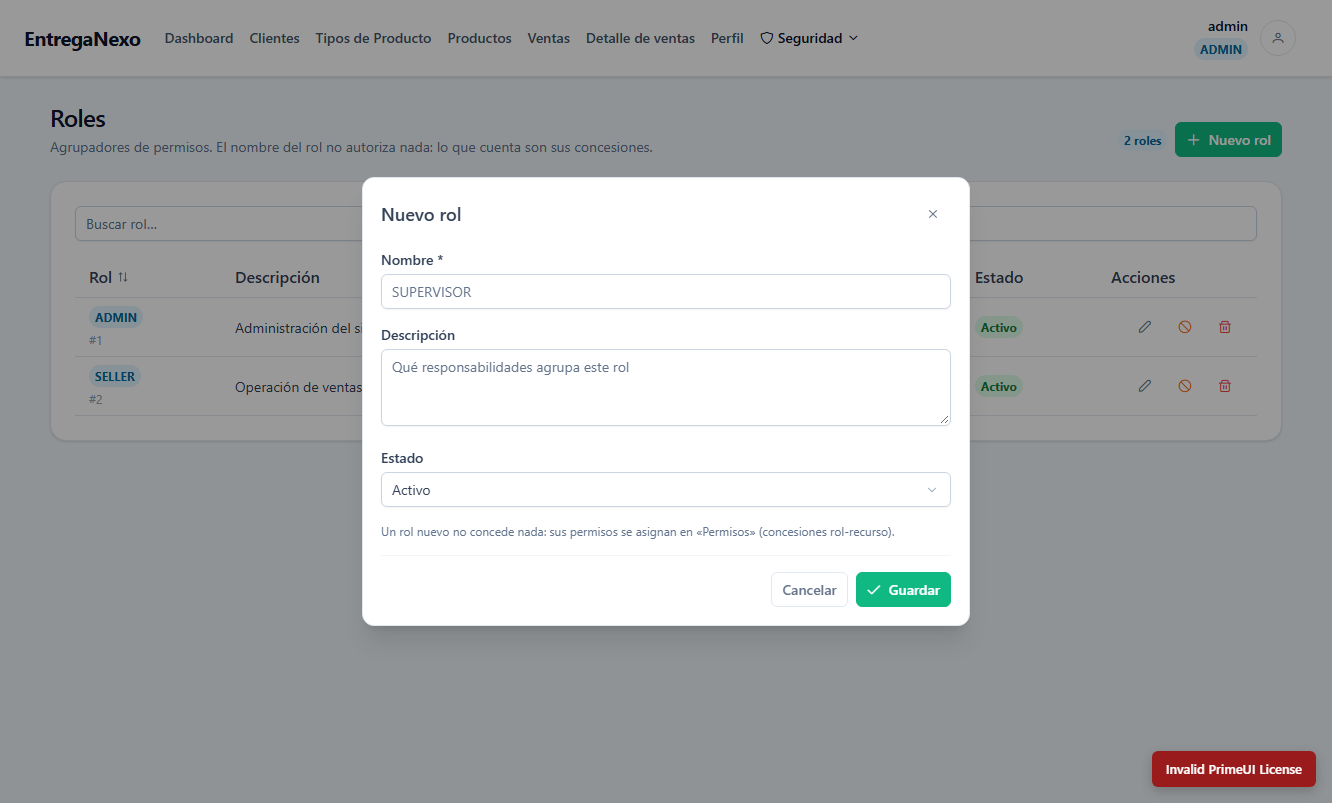 EntregaNexo Dashboard Clientes Tipos de Producto Productos Ventas Detalle de ventas Perfil Seguridad
admin
ADMIN
Roles
Agrupadores de permisos. El nombre del rol no autoriza nada: lo que cuenta son sus concesiones.
2 roles
Nuevo rol
Buscar rol...
Rol Descripción Estado Acciones
ADMIN
#1
Administración del
Activo
SELLER
#2
Operación de ventas
Activo
Nuevo rol
Nombre *
SUPERVISOR
Descripción
Qué responsabilidades agrupa este rol
Estado
Activo
Un rol nuevo no concede nada: sus permisos se asignan en «Permisos» (concesiones rol-recurso).
Cancelar
Guardar
Invalid PrimeUI License